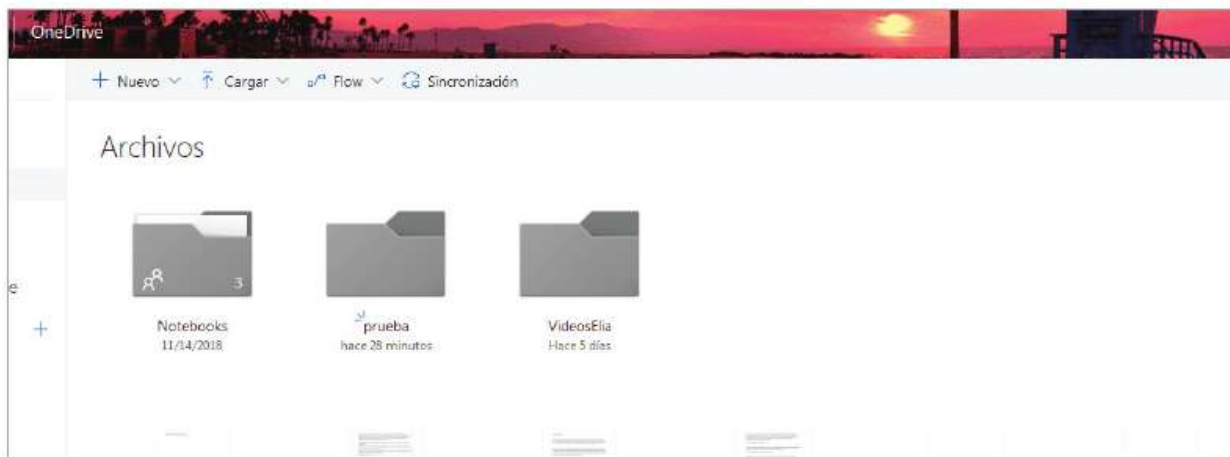 OneDrive
+ Nuevo Cargar Flow Sincronización
Archivos
3
e
Notebooks prueba VideosElia
11/14/2018 hace 28 minutos Hace 5 días